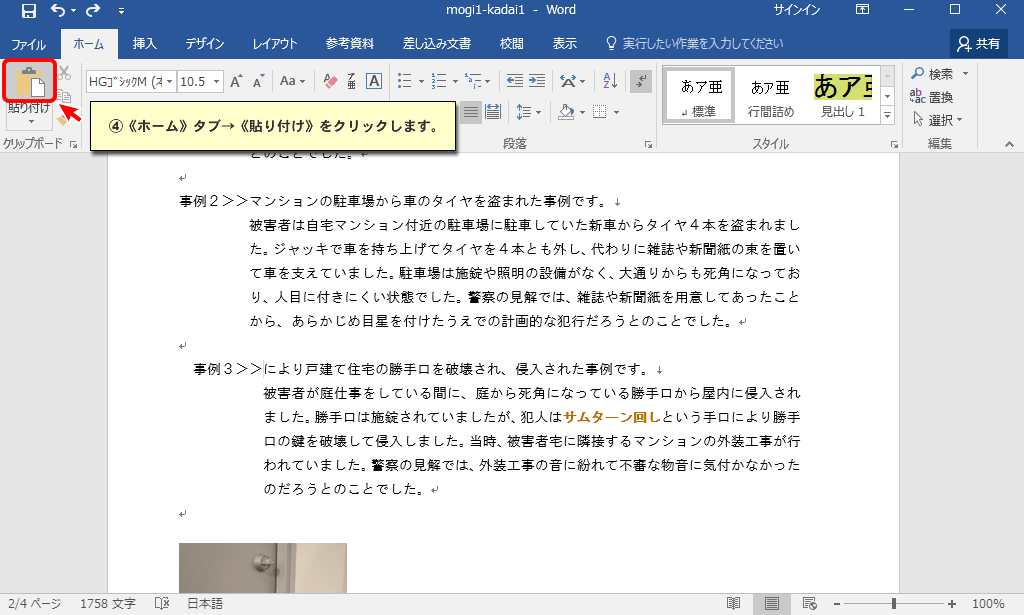 mogi1-kadai1 - Word
サインイン
ファイル ホーム 挿入 デザイン レイアウト 参考資料 差し込み文書 校閲 表示 実行したい作業を入力してください 共有
貼り付け
HGｺﾞｼｯｸM (ｵ 10.5
Aa
④《ホーム》タブ→《貼り付け》をクリックします。
あア亜 あア亜 あア亜
↲ 標準 行間詰め 見出し 1
検索
置換
選択
クリップボード 段落 スタイル 編集
とのことでした。↵
↵
事例２＞＞マンションの駐車場から車のタイヤを盗まれた事例です。↓
被害者は自宅マンション付近の駐車場に駐車していた新車からタイヤ４本を盗まれまし
た。ジャッキで車を持ち上げてタイヤを４本とも外し、代わりに雑誌や新聞紙の束を置い
て車を支えていました。駐車場は施錠や照明の設備がなく、大通りからも死角になってお
り、人目に付きにくい状態でした。警察の見解では、雑誌や新聞紙を用意してあったこと
から、あらかじめ目星を付けたうえでの計画的な犯行だろうとのことでした。↵
↵
事例３＞＞により戸建て住宅の勝手口を破壊され、侵入された事例です。↓
被害者が庭仕事をしている間に、庭から死角になっている勝手口から屋内に侵入され
ました。勝手口は施錠されていましたが、犯人はサムターン回しという手口により勝手
口の鍵を破壊して侵入しました。当時、被害者宅に隣接するマンションの外装工事が行
われていました。警察の見解では、外装工事の音に紛れて不審な物音に気付かなかった
のだろうとのことでした。↵
↵
2/4 ページ 1758 文字 日本語 100%